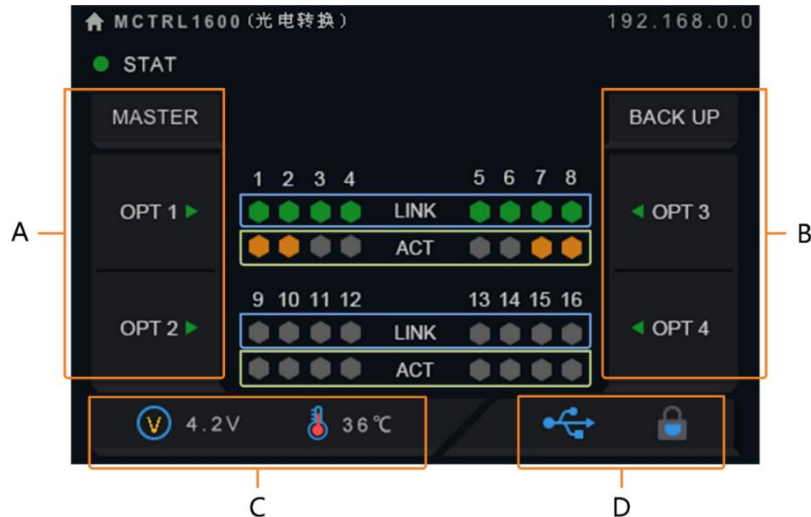 MCTRL1600 (光电转换) 192.168.0.0
STAT
MASTER BACK UP
1 2 3 4 5 6 7 8
OPT 1 LINK OPT 3
ACT
A B
9 10 11 12 13 14 15 16
OPT 2 LINK OPT 4
ACT
V 4.2V 36℃
C D